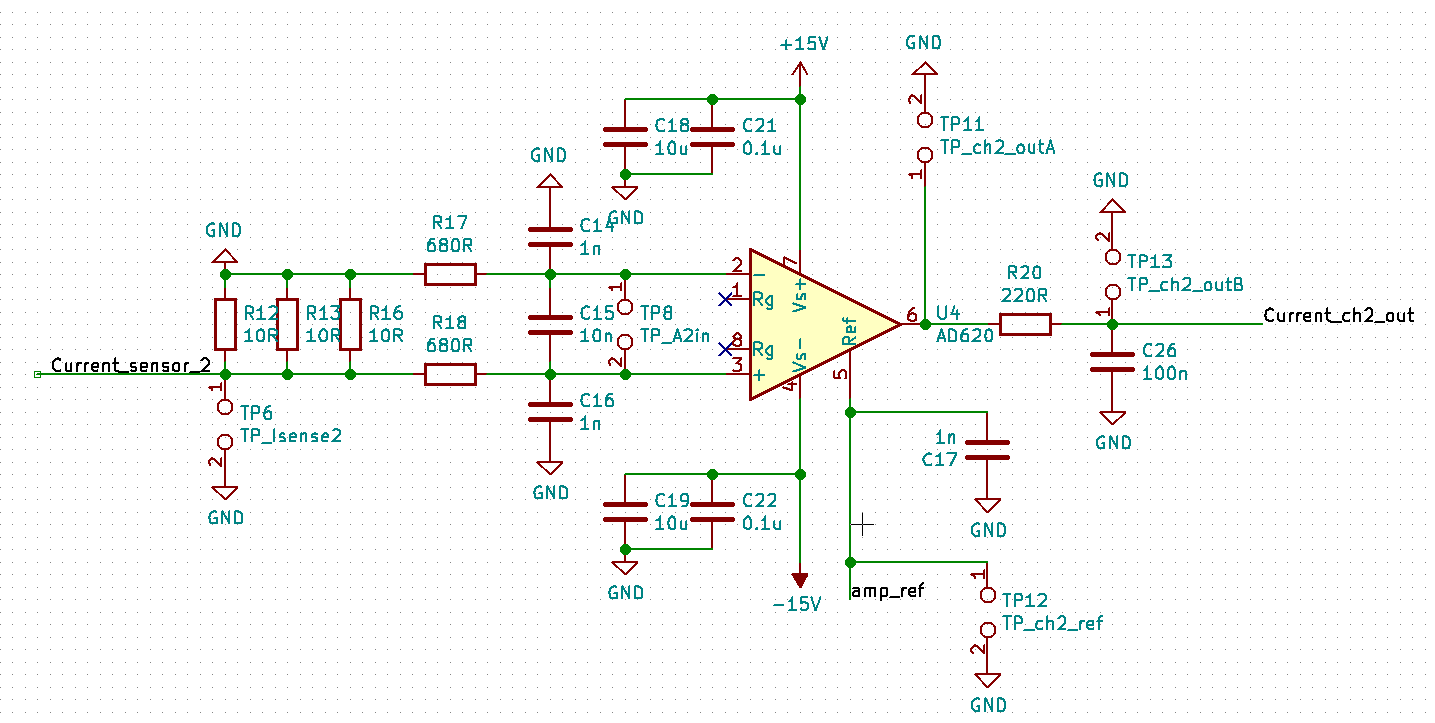 +15V
GND
2
TP11
TP_ch2_outA
1
C18
10u
C21
0.1u
GND
GND
C14
1n
GND
2
TP13
TP_ch2_outB
1
GND
R17
680R
R12
10R
R13
10R
R16
10R
R18
680R
C15
10n
1
TP8
TP_A2in
2
2
-
1
Rg
8
Rg
3
+
7
Vs+
Vs-
4
Ref
5
6
U4
AD620
R20
220R
Current_ch2_out
C26
100n
GND
Current_sensor_2
1
TP6
TP_Isense2
2
GND
C16
1n
GND
1n
C17
GND
C19
10u
C22
0.1u
GND
-15V
amp_ref
1
TP12
TP_ch2_ref
2
GND